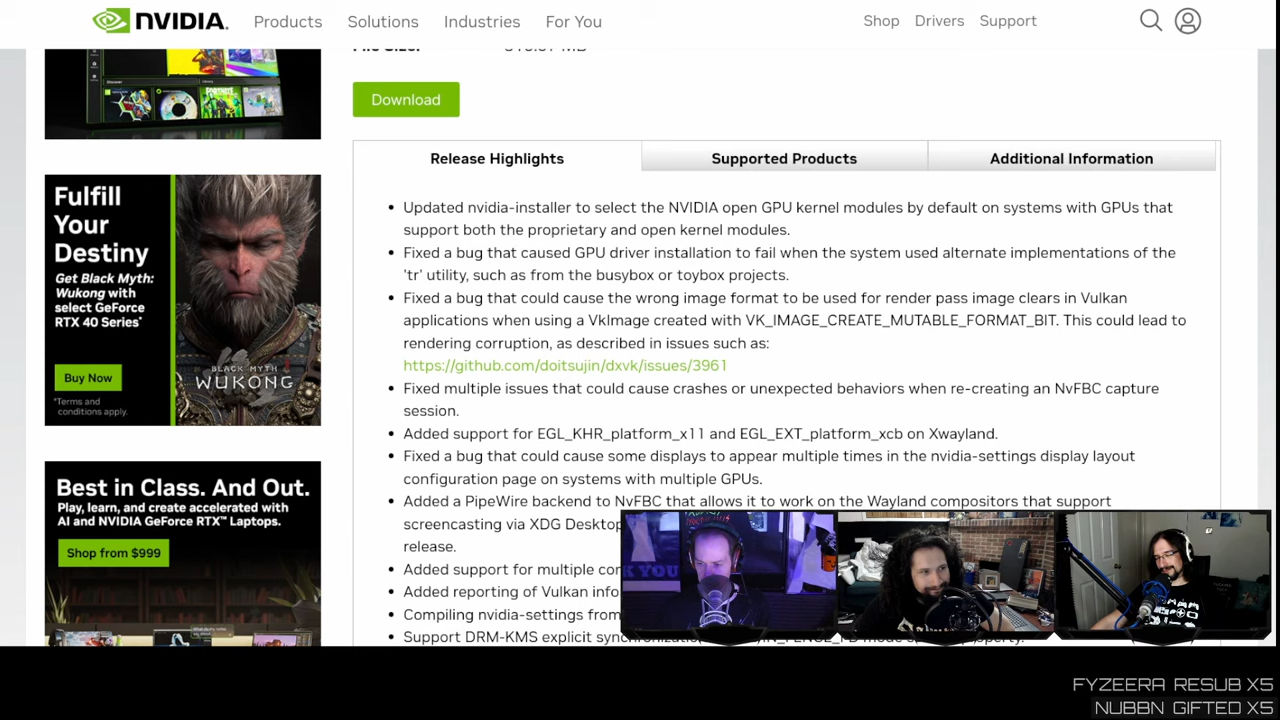 NVIDIA. Products Solutions Industries For You Shop Drivers Support
Download
Release Highlights Supported Products Additional Information
Fulfill
Your
Destiny
Get Black Myth:
Wukong with
select GeForce
RTX 40 Series*
Buy Now
*Terms and
conditions apply.
BLACK MYTH
WUKONG
Best in Class. And Out.
Play, learn, and create accelerated with
AI and NVIDIA GeForce RTX™ Laptops.
Shop from $999
• Updated nvidia-installer to select the NVIDIA open GPU kernel modules by default on systems with GPUs that
support both the proprietary and open kernel modules.
• Fixed a bug that caused GPU driver installation to fail when the system used alternate implementations of the
'tr' utility, such as from the busybox or toybox projects.
• Fixed a bug that could cause the wrong image format to be used for render pass image clears in Vulkan
applications when using a VkImage created with VK_IMAGE_CREATE_MUTABLE_FORMAT_BIT. This could lead to
rendering corruption, as described in issues such as:
https://github.com/doitsujin/dxvk/issues/3961
• Fixed multiple issues that could cause crashes or unexpected behaviors when re-creating an NvFBC capture
session.
• Added support for EGL_KHR_platform_x11 and EGL_EXT_platform_xcb on Xwayland.
• Fixed a bug that could cause some displays to appear multiple times in the nvidia-settings display layout
configuration page on systems with multiple GPUs.
• Added a PipeWire backend to NvFBC that allows it to work on the Wayland compositors that support
screencasting via XDG Desktop
release.
• Added support for multiple
• Added reporting of Vulkan
• Compiling nvidia-settings from
• Support DRM-KMS explicit
FYZEERA RESUB X5
NUBBN GIFTED X5